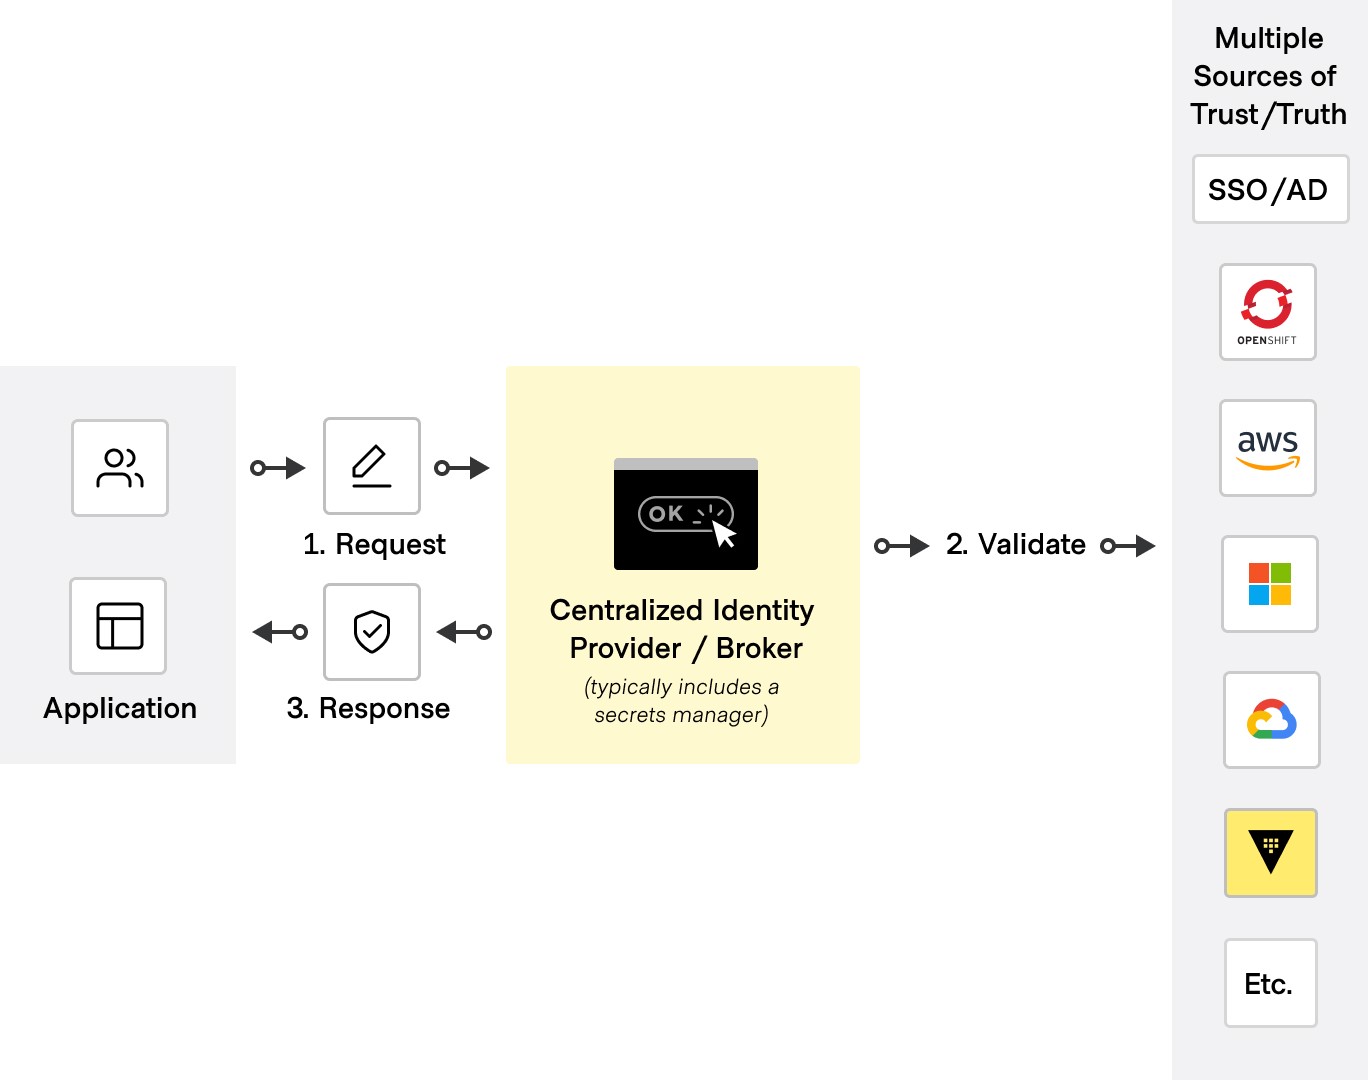 Multiple
Sources of
Trust/Truth
SSO/AD
OPENSHIFT
aws
1. Request
OK
2. Validate
Centralized Identity
Provider / Broker
(typically includes a
secrets manager)
Application
3. Response
Etc.